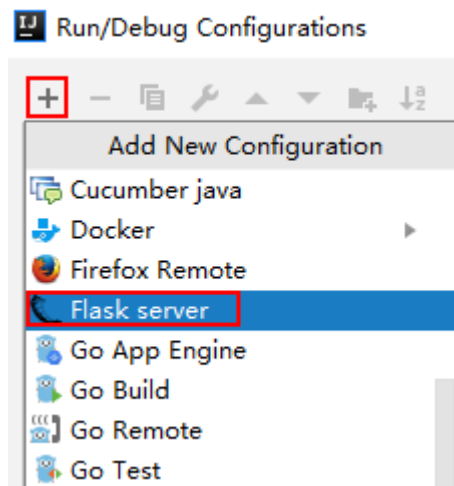 IJ Run/Debug Configurations
Add New Configuration
Cucumber java
Docker
Firefox Remote
Flask server
Go App Engine
Go Build
Go Remote
Go Test